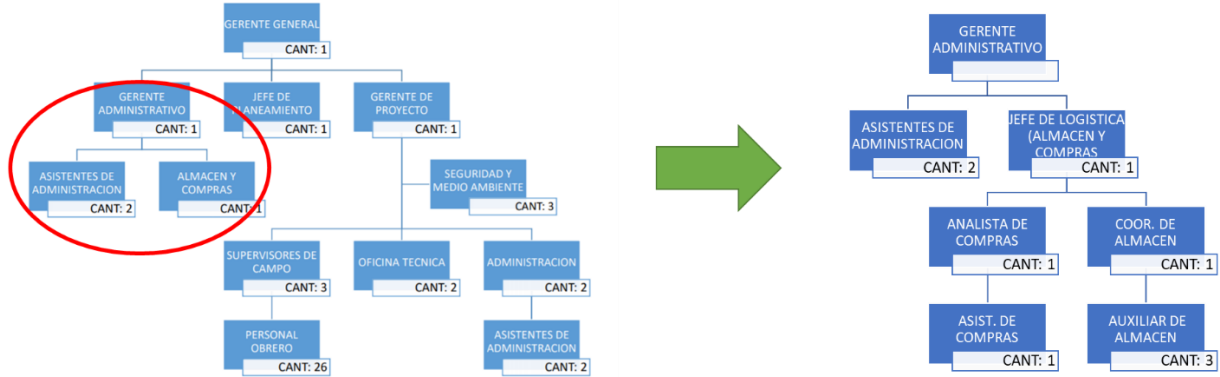 GERENTE GENERAL
CANT: 1
GERENTE
ADMINISTRATIVO
CANT: 1
JEFE DE
PLANEAMIENTO
CANT: 1
GERENTE DE
PROYECTO
CANT: 1
ASISTENTES DE
ADMINISTRACION
CANT: 2
ALMACEN Y
COMPRAS
CANT: 1
SEGURIDAD Y
MEDIO AMBIENTE
CANT: 3
SUPERVISORES DE
CAMPO
CANT: 3
OFICINA TECNICA
CANT: 2
ADMINISTRACION
CANT: 2
PERSONAL
OBRERO
CANT: 26
ASISTENTES DE
ADMINISTRACION
CANT: 2
GERENTE
ADMINISTRATIVO
ASISTENTES DE
ADMINISTRACION
CANT: 2
JEFE DE LOGISTICA
(ALMACEN Y
COMPRAS
CANT: 1
ANALISTA DE
COMPRAS
CANT: 1
COOR. DE
ALMACEN
CANT: 1
ASIST. DE
COMPRAS
CANT: 1
AUXILIAR DE
ALMACEN
CANT: 3